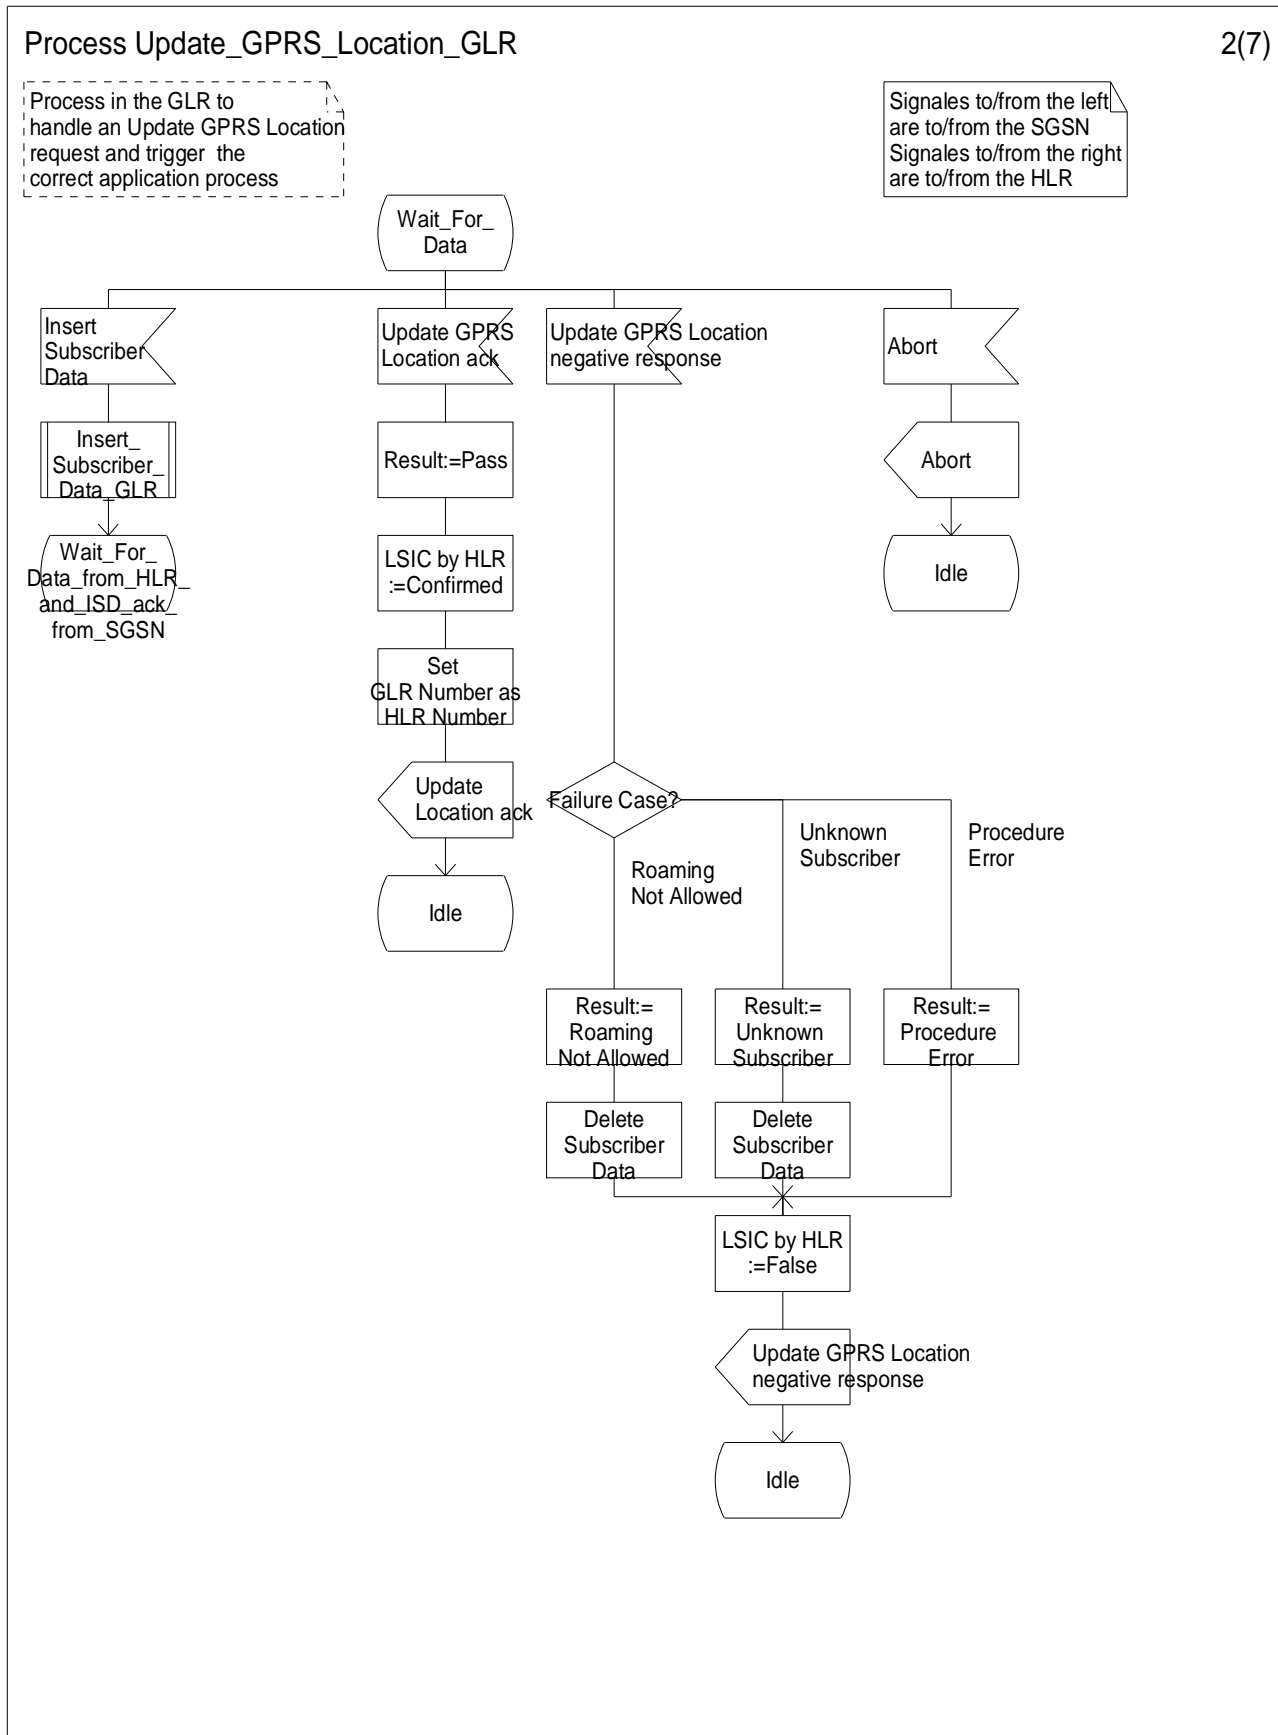 Process Update_GPRS_Location_GLR
2(7)
Process in the GLR to
handle an Update GPRS Location
request and trigger the
correct application process
Signales to/from the left
are to/from the SGSN
Signales to/from the right
are to/from the HLR
Wait_For_
Data
Insert
Subscriber
Data
Update GPRS
Location ack
Update GPRS Location
negative response
Abort
Insert_
Subscriber_
Data_GLR
Result:=Pass
Abort
Wait_For_
Data_from_HLR_
and_ISD_ack_
from_SGSN
LSIC by HLR
:=Confirmed
Idle
Set
GLR Number as
HLR Number
Update
Location ack
Failure Case?
Unknown
Subscriber
Procedure
Error
Roaming
Not Allowed
Idle
Result:=
Roaming
Not Allowed
Result:=
Unknown
Subscriber
Result:=
Procedure
Error
Delete
Subscriber
Data
Delete
Subscriber
Data
LSIC by HLR
:=False
Update GPRS Location
negative response
Idle